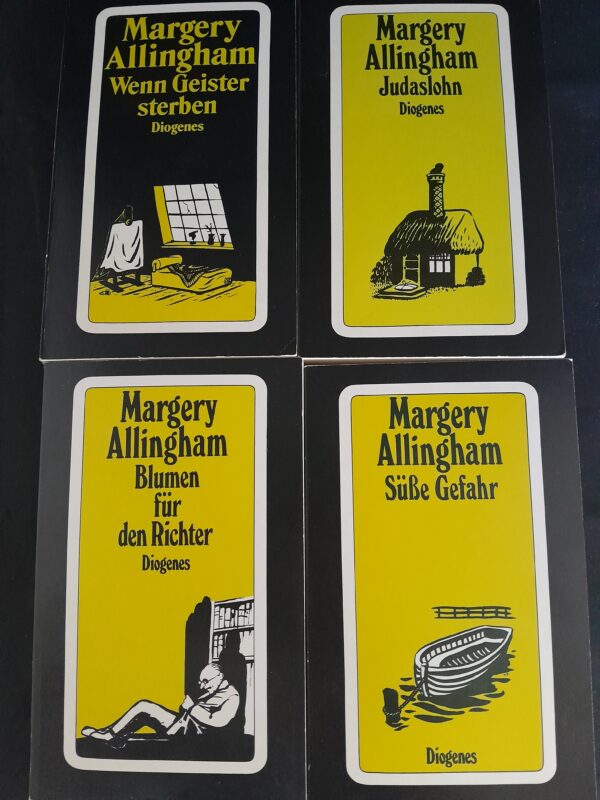 Margery
Allingham
Wenn Geister
sterben
Diogenes
Margery
Allingham
Judaslohn
Diogenes
Margery
Allingham
Blumen
für
den Richter
Diogenes
Margery
Allingham
Süße Gefahr
Diogenes